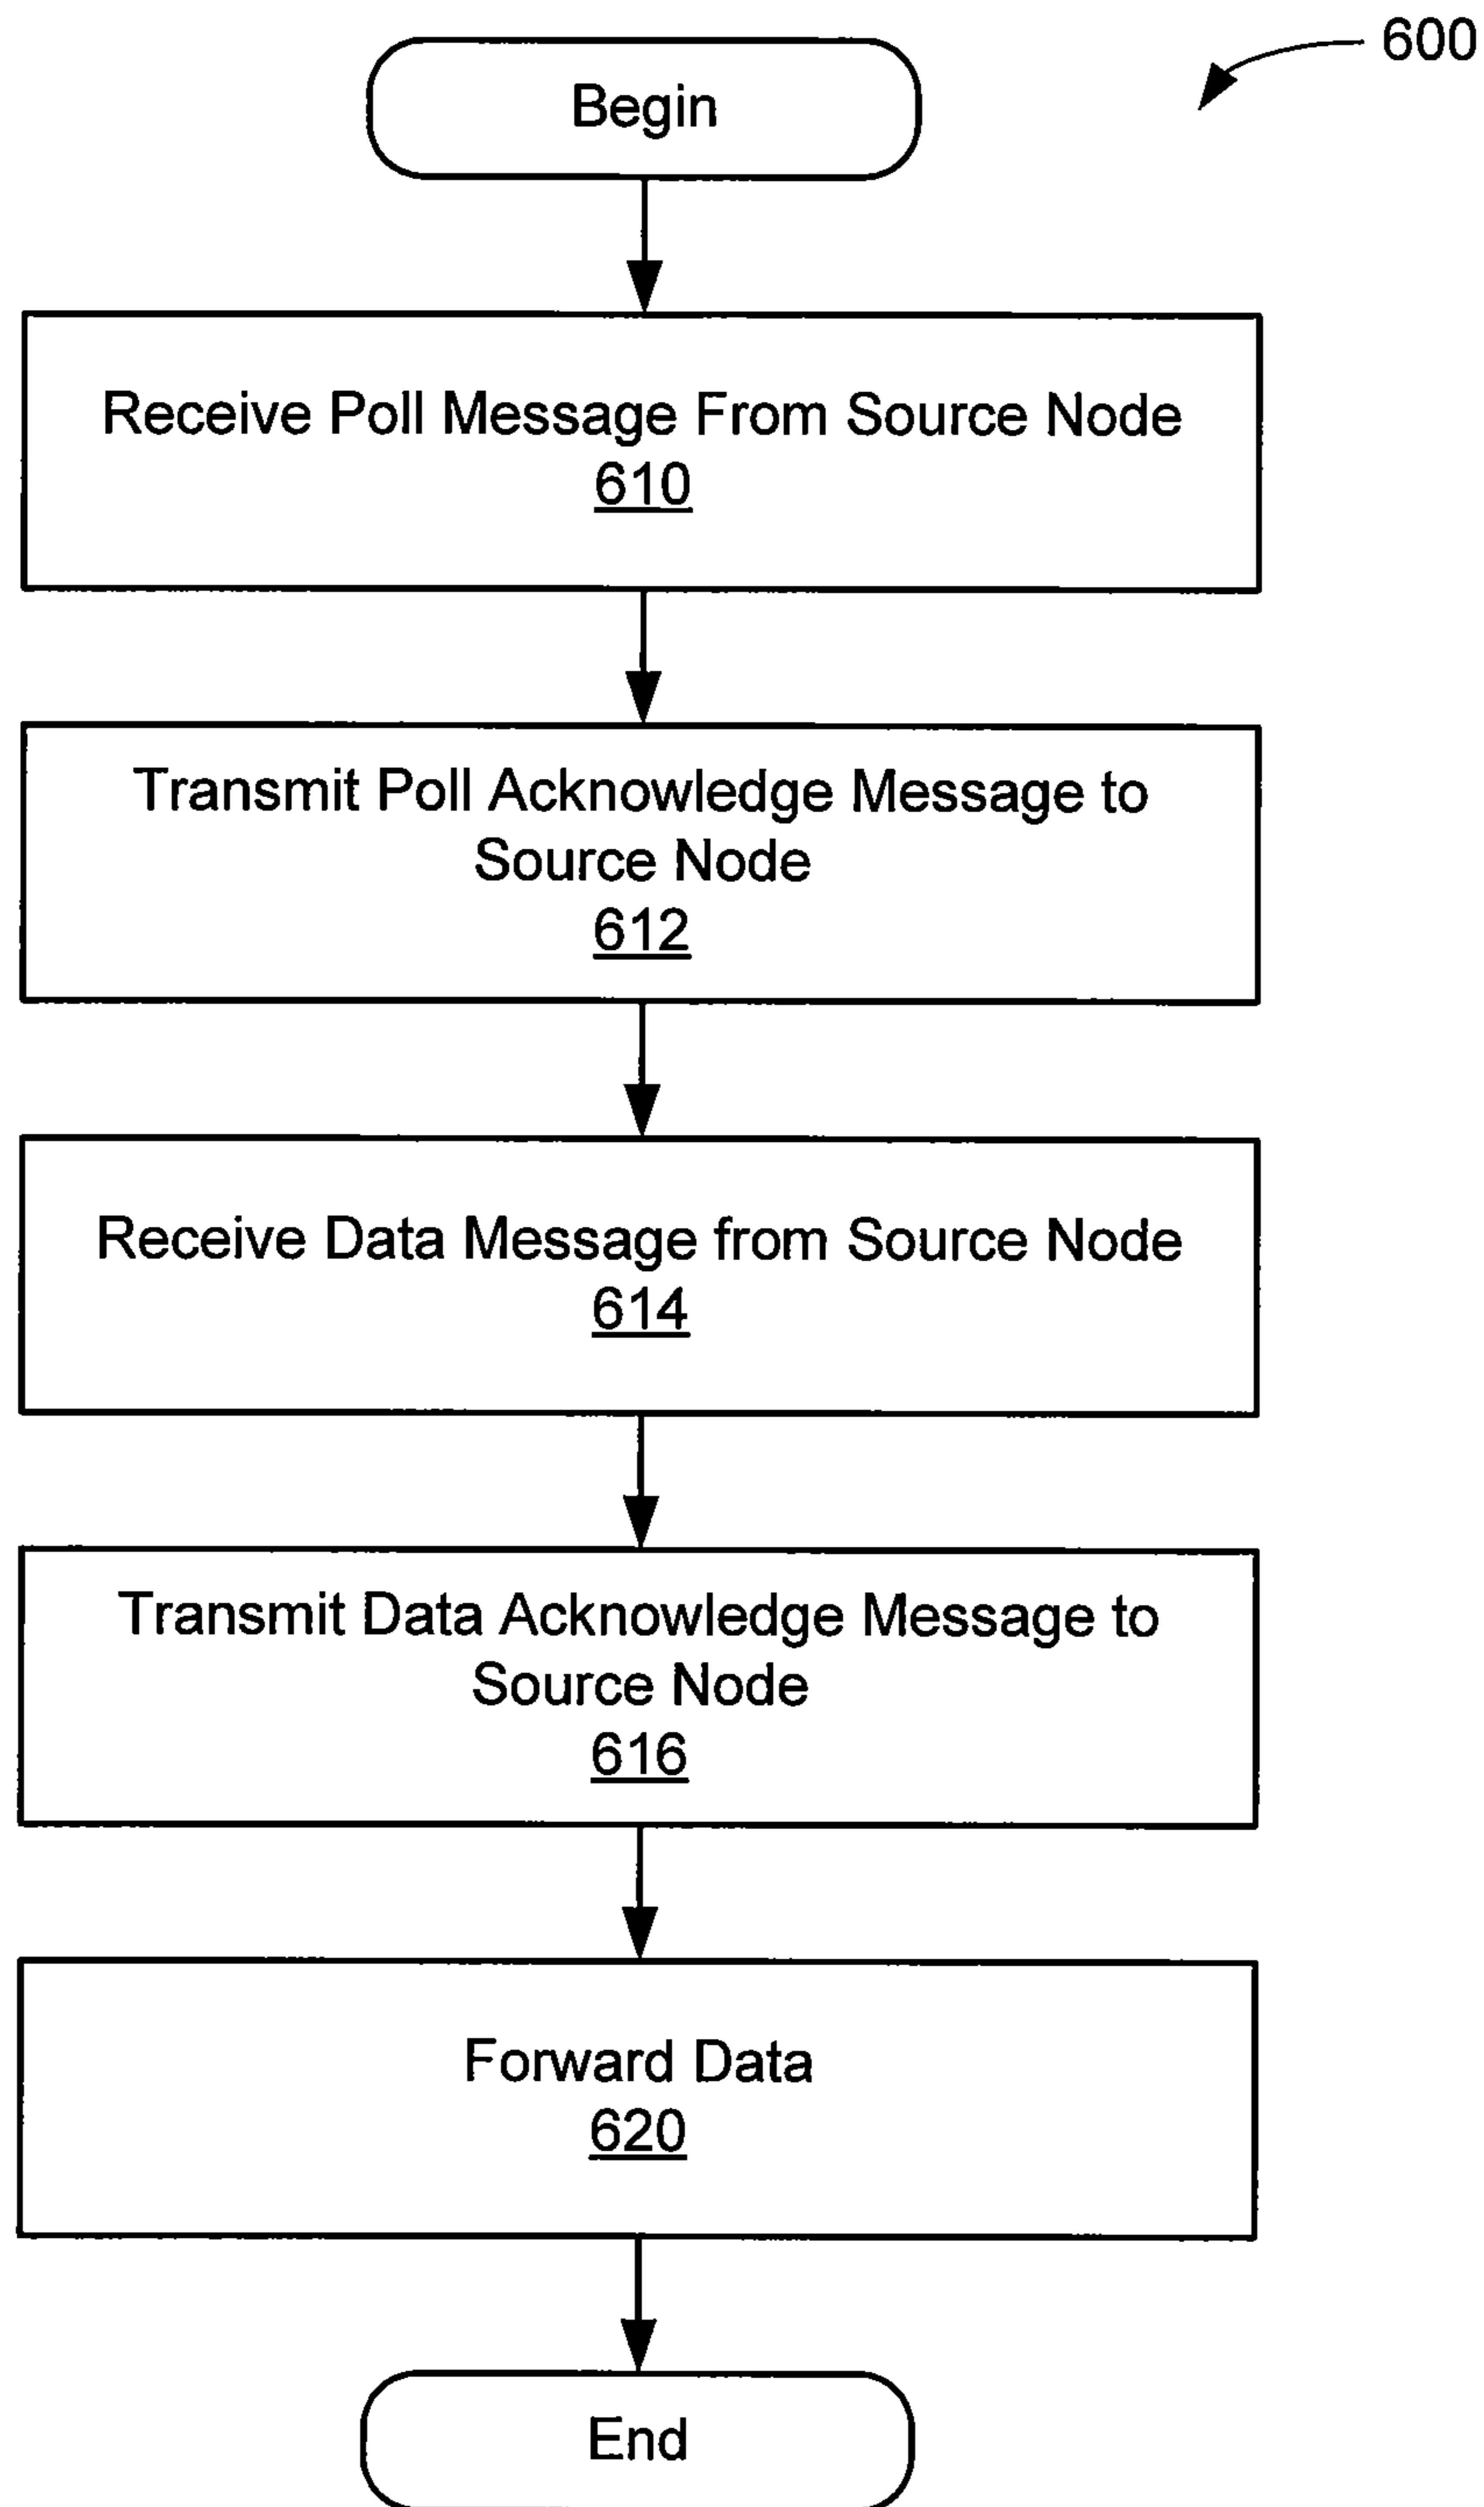 600
Begin
Receive Poll Message From Source Node
610
Transmit Poll Acknowledge Message to
Source Node
612
Receive Data Message from Source Node
614
Transmit Data Acknowledge Message to
Source Node
616
Forward Data
620
End